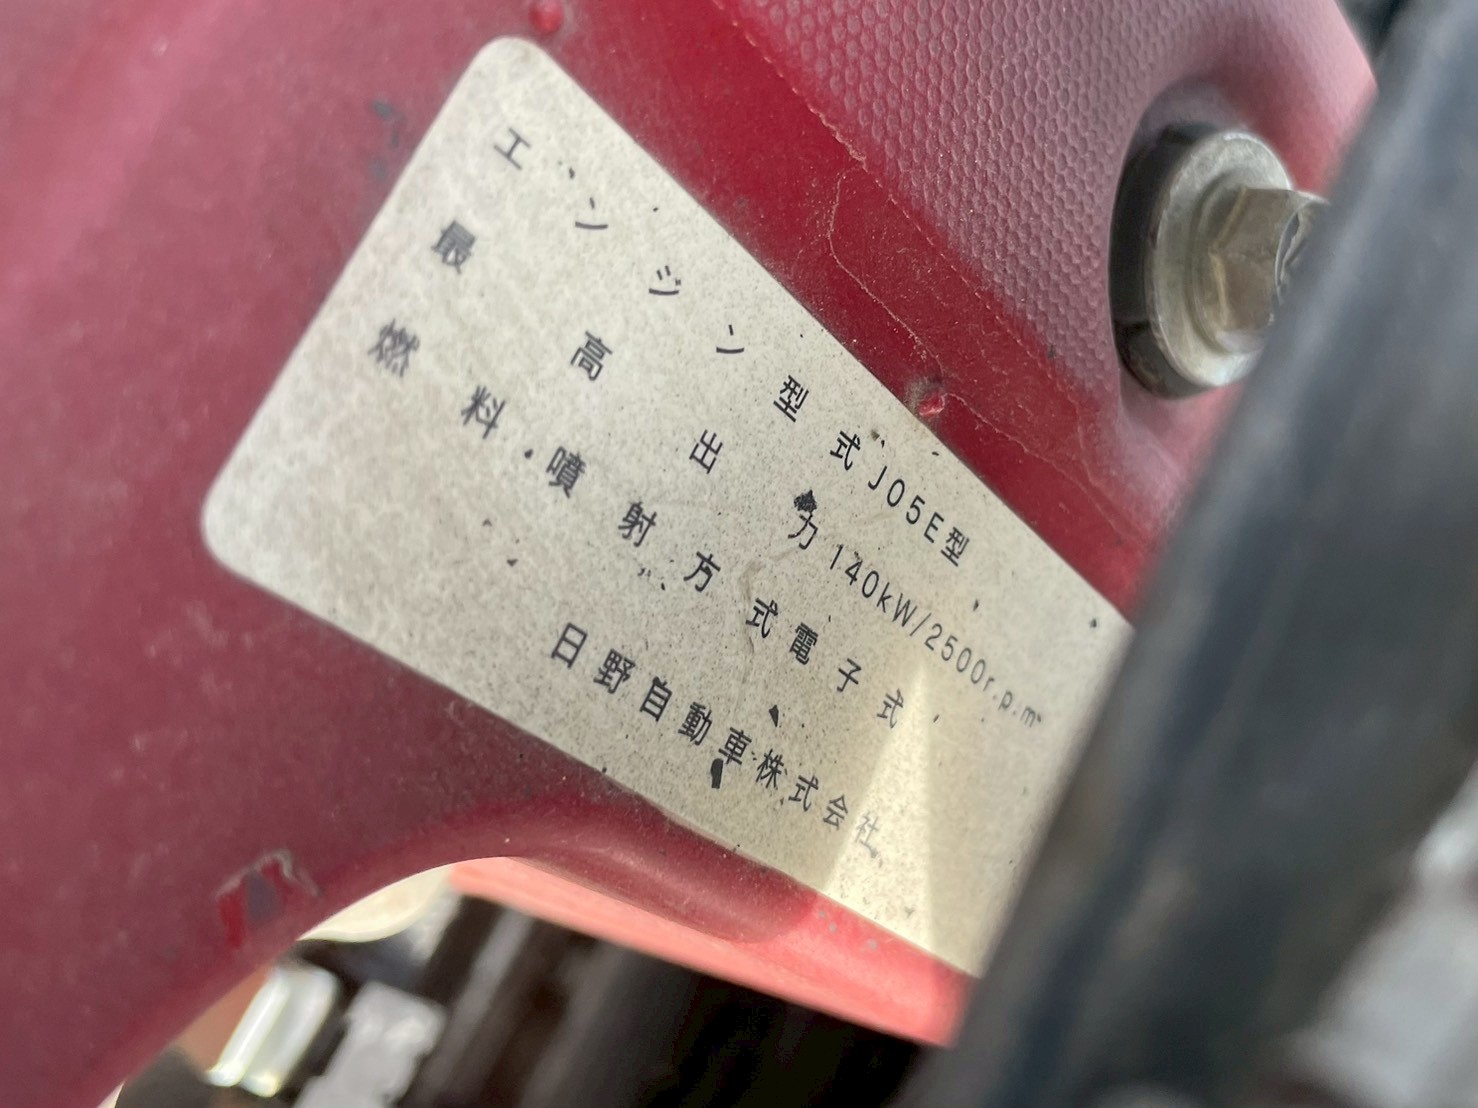 エンジン型式 J05E型
最高出力 140kW/2500r.p.m
燃料噴射方式 電子式
日野自動車株式会社